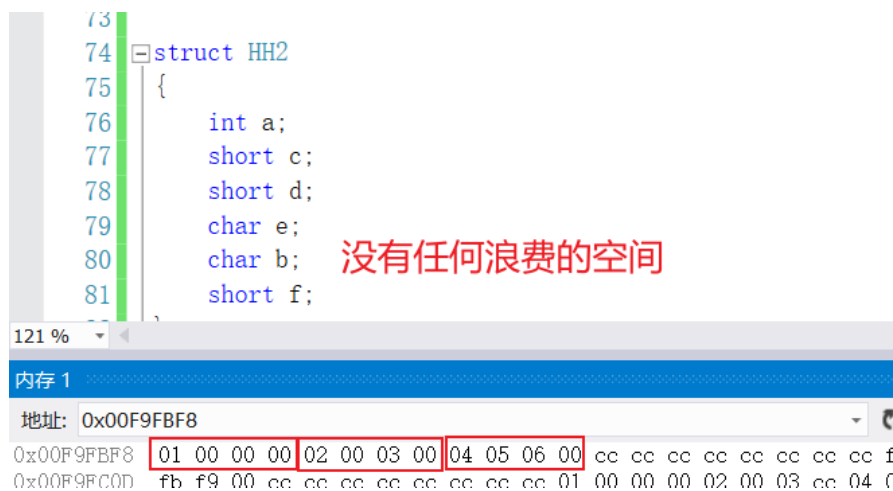 73
74 struct HH2
75 {
76 int a;
77 short c;
78 short d;
79 char e;
80 char b; 没有任何浪费的空间
81 short f;
121 %
内存 1
地址: 0x00F9FBF8
0x00F9FBF8 01 00 00 00 02 00 03 00 04 05 06 00 cc cc cc cc cc cc cc cc f
0x00F9FC0D fb f9 00 cc cc cc cc cc cc cc cc 01 00 00 00 02 00 03 cc 04